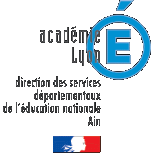 académie
Lyon
É
direction des services
départementaux
de l'éducation nationale
Ain